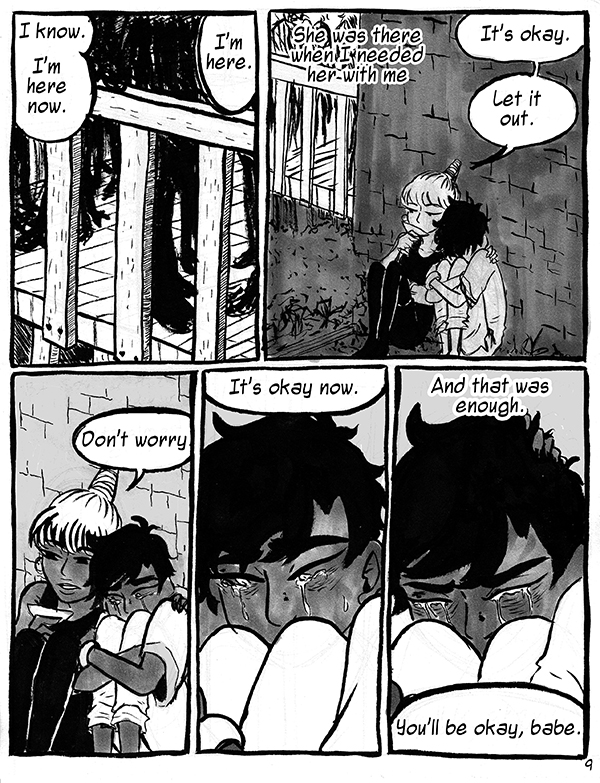 I know.
I'm
here
now.
I'm
here.
She was there
when I needed
her with me
It's okay.
Let it
out.
Don't worry
It's okay now.
And that was
enough.
You'll be okay, babe.
9